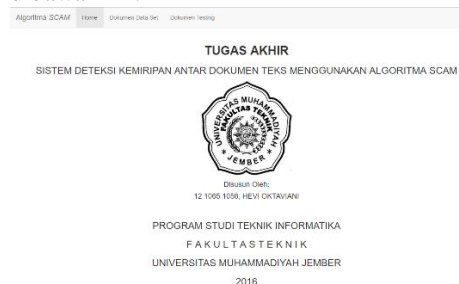 Algoritma SCAM Home Dokumen Data Set Dokumen Testing
TUGAS AKHIR
SISTEM DETEKSI KEMIRIPAN ANTAR DOKUMEN TEKS MENGGUNAKAN ALGORITMA SCAM
UNIVERSITAS MUHAMMADIYAH
FAKULTAS TEKNIK
* JEMBER *
Disusun Oleh:
12 1065 1056, HEVI OKTAVIANI
PROGRAM STUDI TEKNIK INFORMATIKA
F A K U L T A S T E K N I K
UNIVERSITAS MUHAMMADIYAH JEMBER
2016